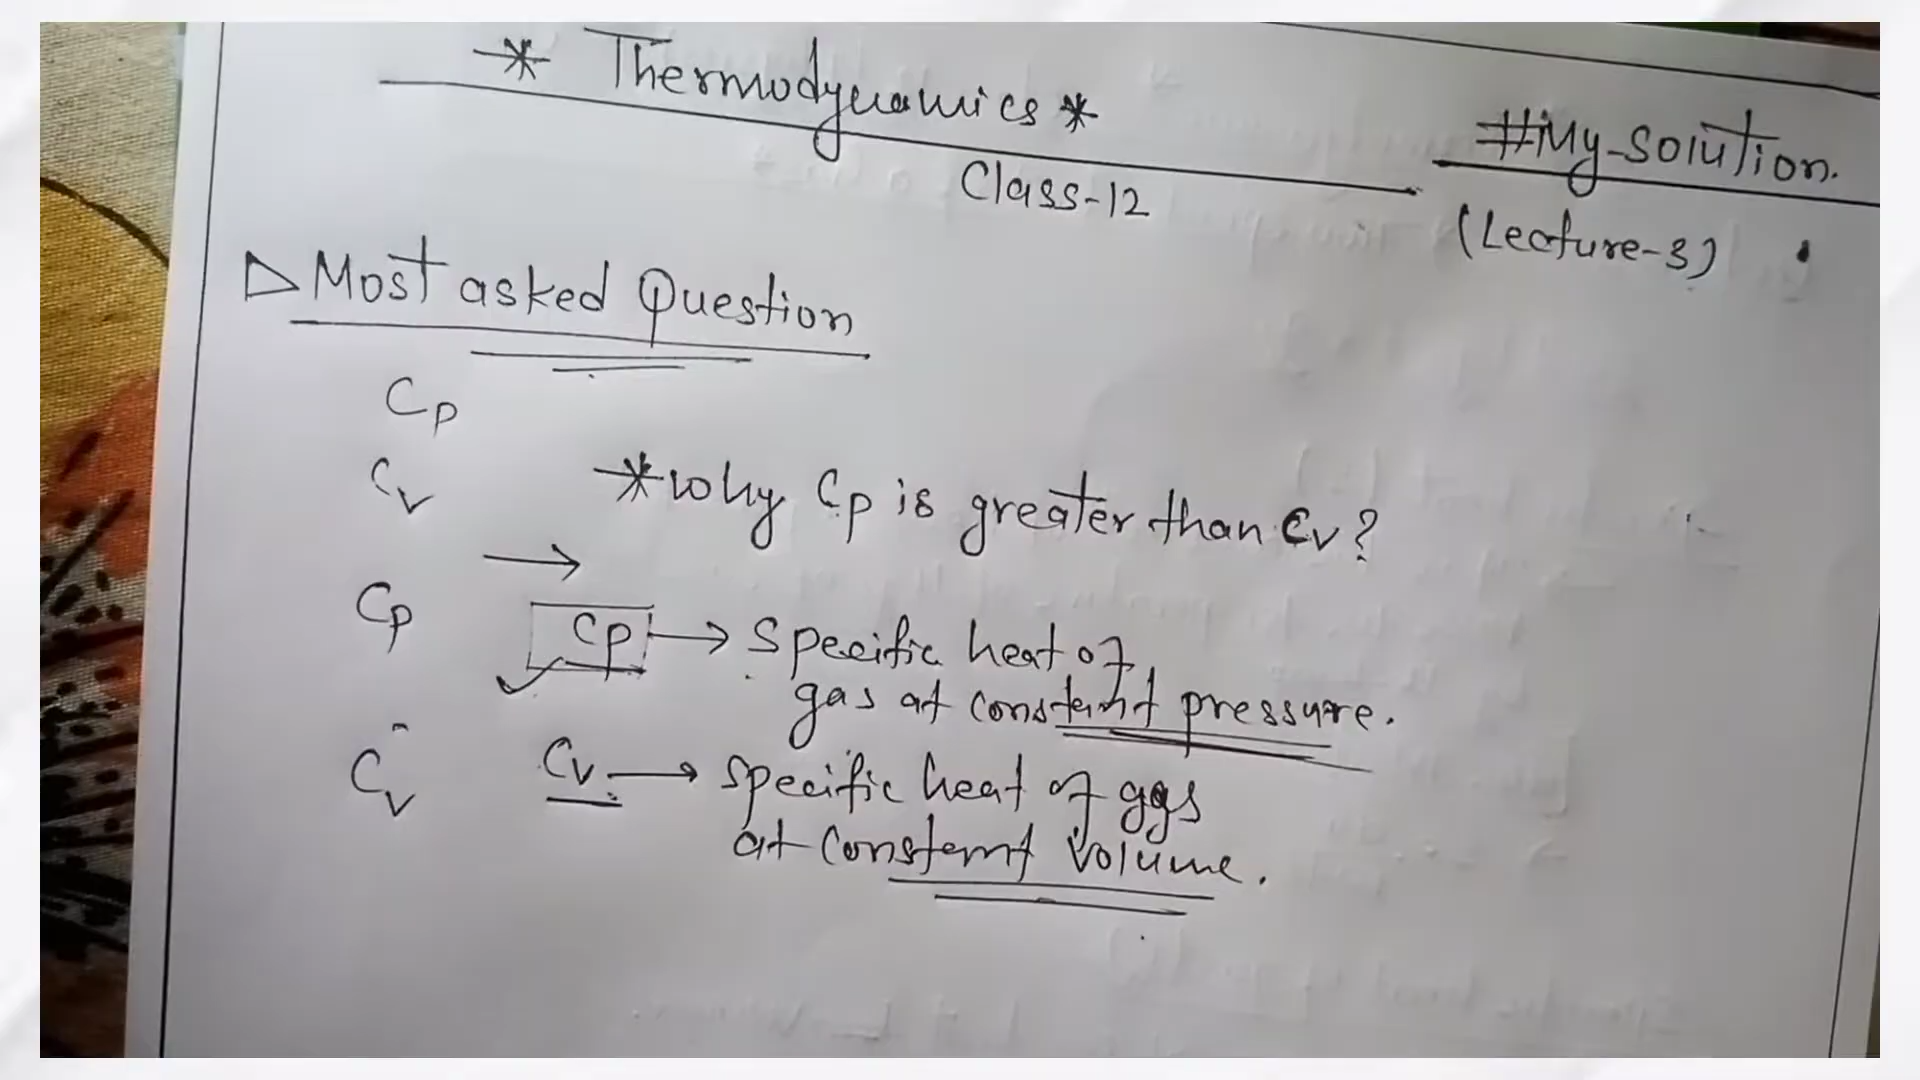 * Thermodynamics *
Class-12
#My-Solution.
(Lecture-3)
▷ Most asked Question
Cp
Cv
* why Cp is greater than Cv?
→
Cp
Cp → Specific heat of
gas at constant pressure.
Cv
Cv. → specific heat of gas
at constant volume.